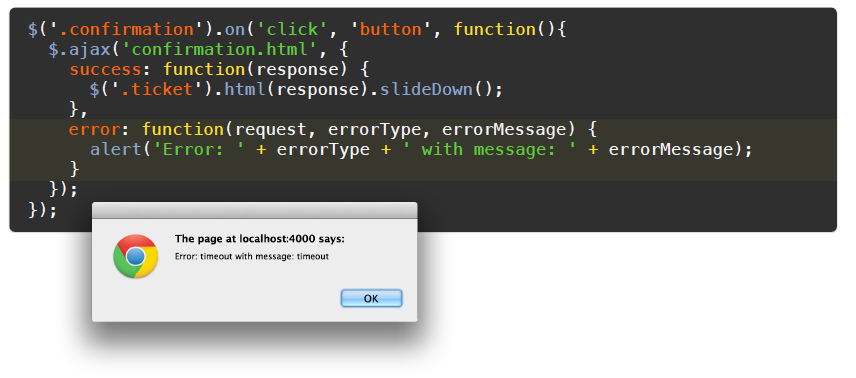 $('.confirmation').on('click', 'button', function(){
$.ajax('confirmation.html', {
success: function(response) {
$('.ticket').html(response).slideDown();
},
error: function(request, errorType, errorMessage) {
alert('Error: ' + errorType + ' with message: ' + errorMessage);
}
});
});
The page at localhost:4000 says:
Error: timeout with message: timeout
OK